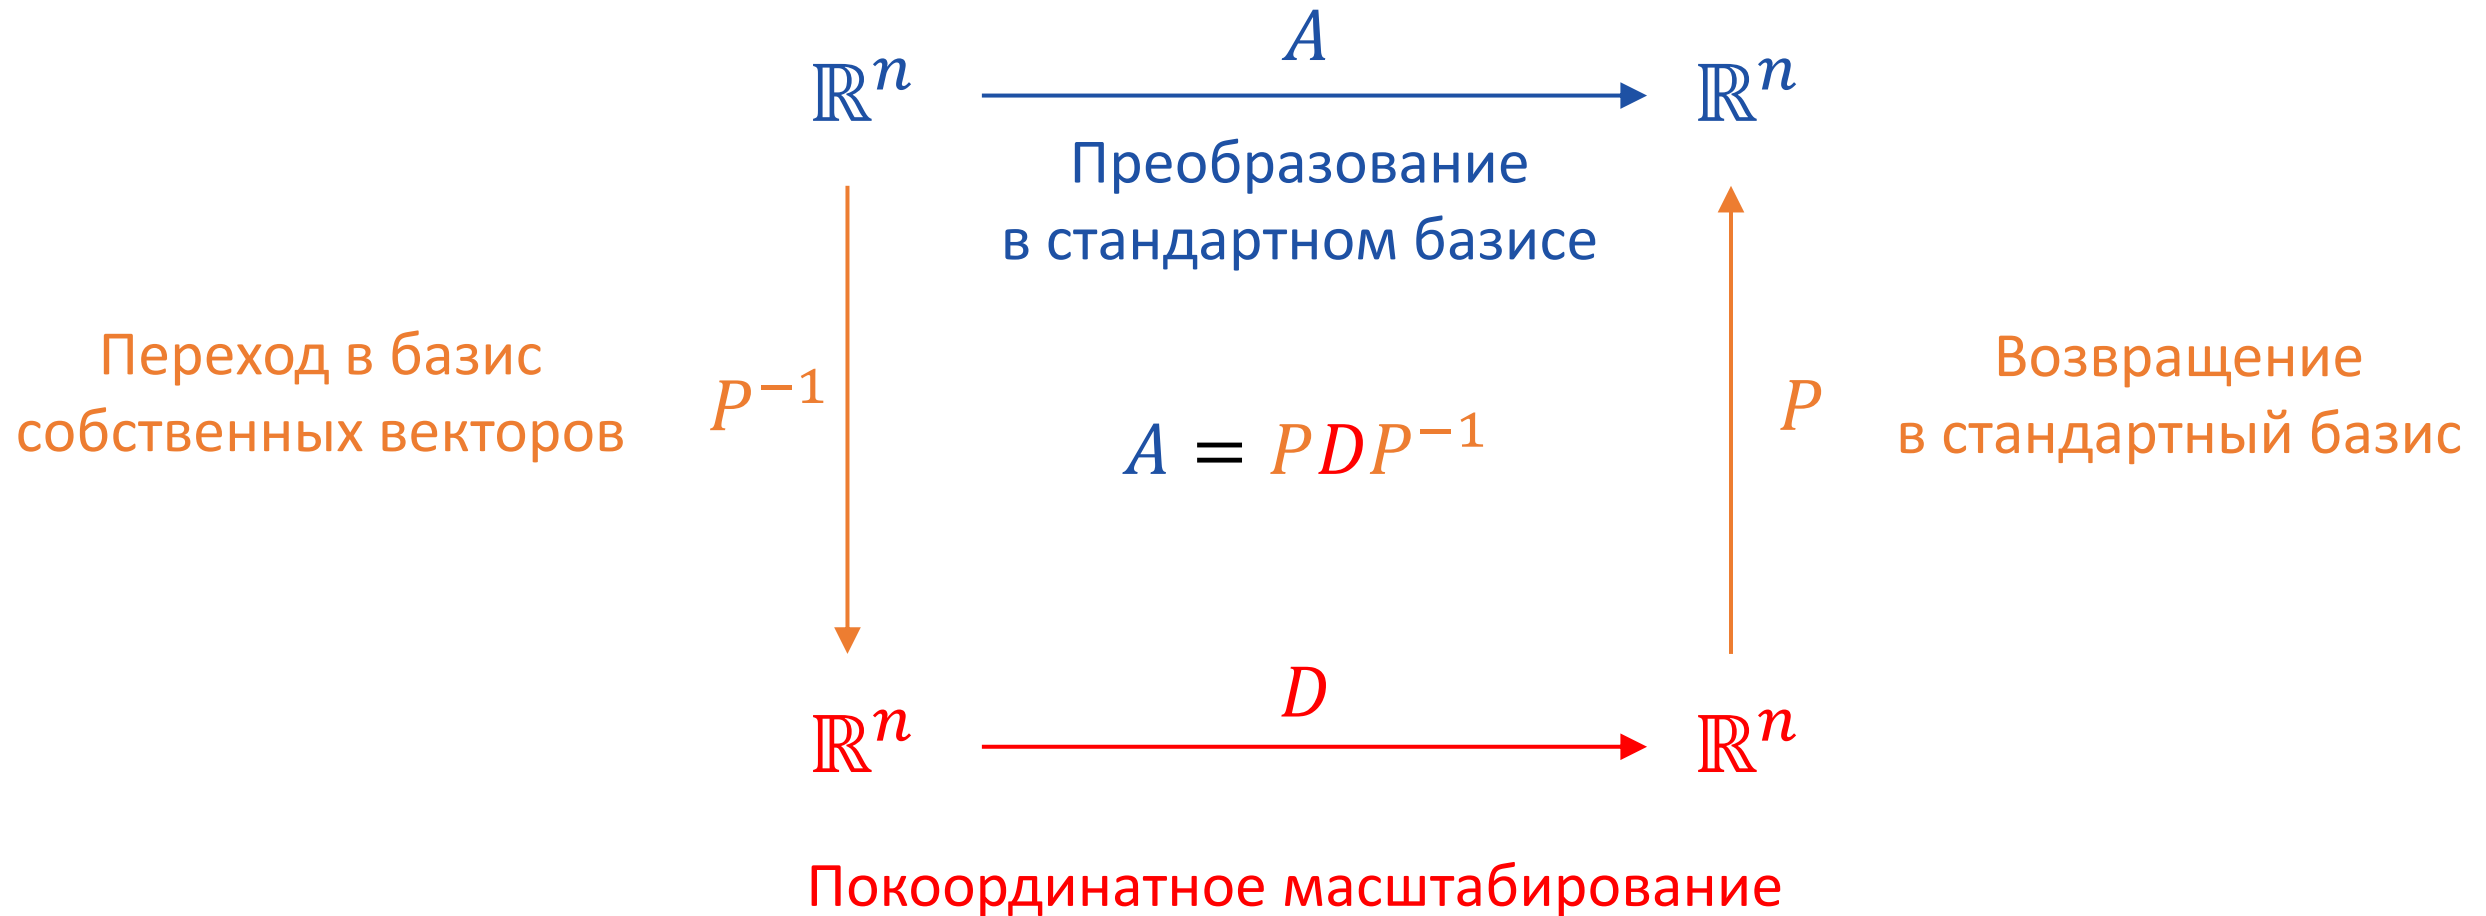 A
ℝⁿ ℝⁿ
Преобразование
в стандартном базисе
Переход в базис
собственных векторов
P⁻¹
A = PDP⁻¹
P
Возвращение
в стандартный базис
D
ℝⁿ ℝⁿ
Покоординатное масштабирование